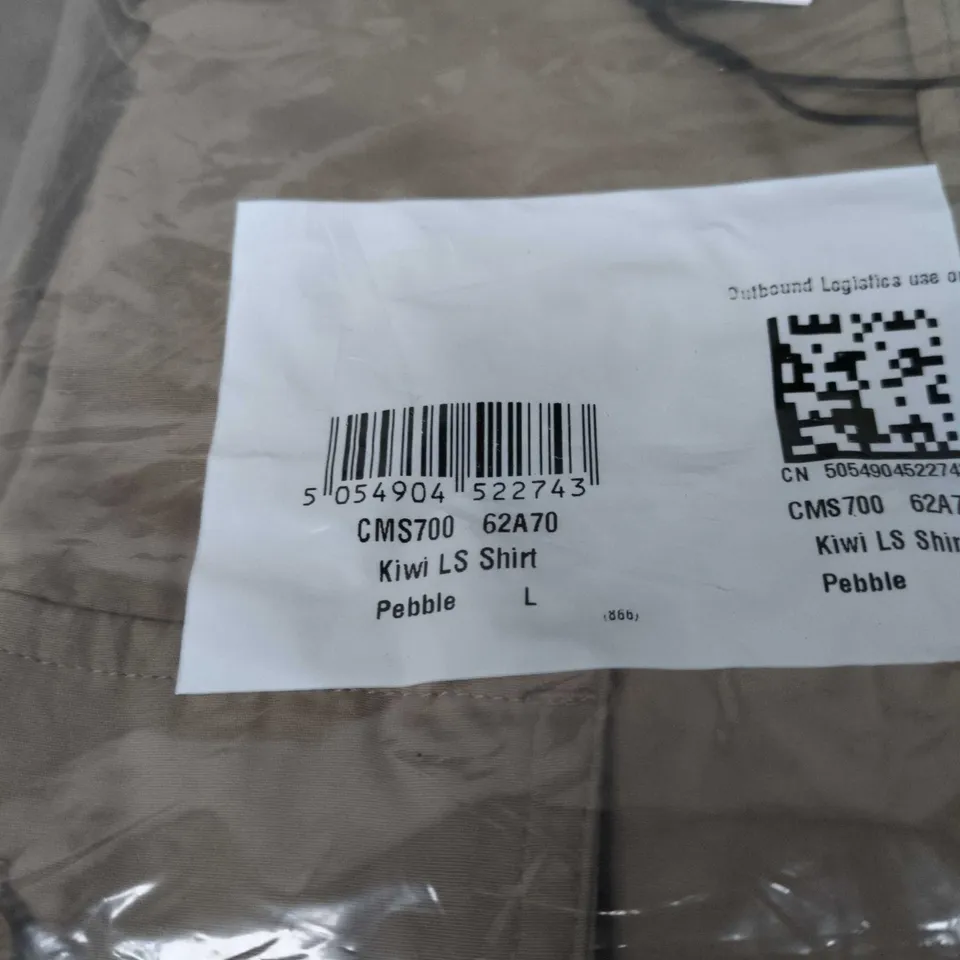 Outbound Logistics use
5 054904 522743
CMS700 62A70
Kiwi LS Shirt
Pebble L
(866)
CN 505490452274
CMS700 62A7
Kiwi LS Shir
Pebble